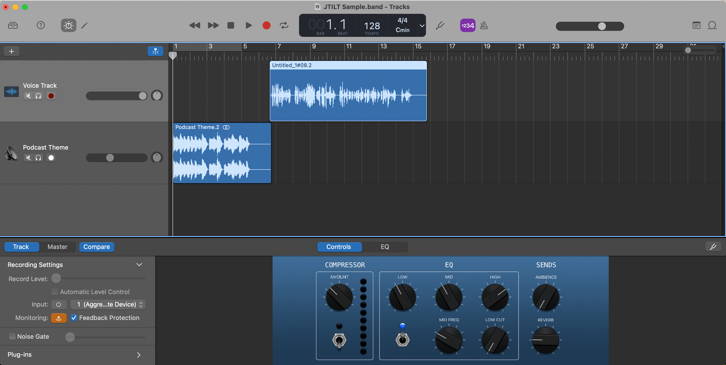 JTILT Sample.band - Tracks
001.1
BAR BEAT
128
TEMPO
4/4
Cmin
1234
1 3 5 7 9 11 13 15 17 19 21 23 25 27 29
Voice Track
Untitled_1#08.2
Podcast Theme
Podcast Theme.2
Track Master Compare
Controls EQ
Recording Settings
Record Level:
Automatic Level Control
Input: 1 (Aggre...te Device)
Monitoring: Feedback Protection
Noise Gate
Plug-ins
COMPRESSOR EQ SENDS
AMOUNT LOW MID HIGH AMBIENCE
MID FREQ LOW CUT REVERB